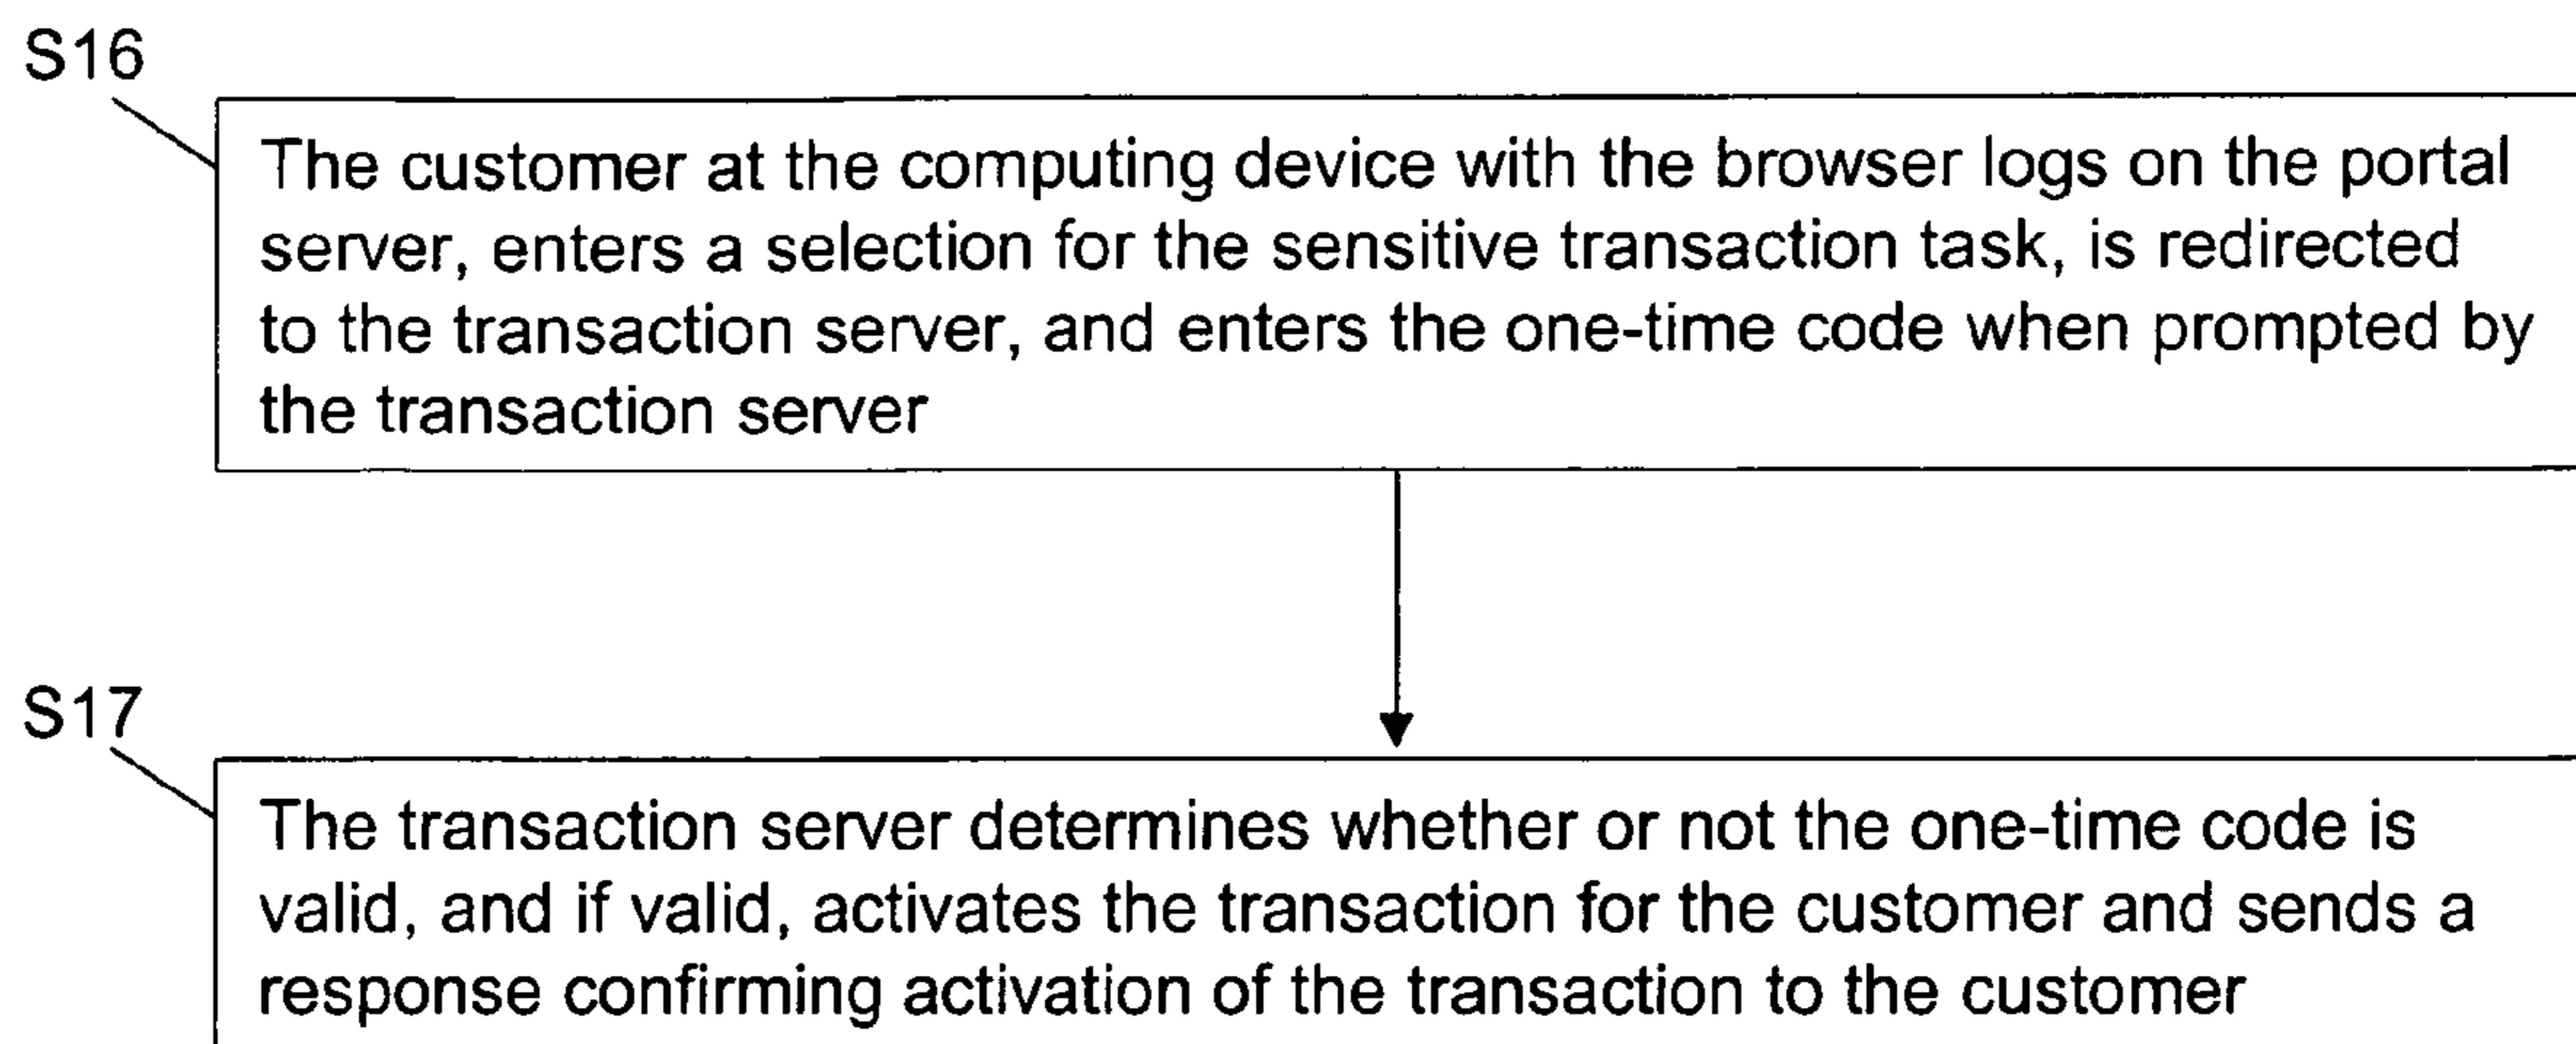 S16
The customer at the computing device with the browser logs on the portal
server, enters a selection for the sensitive transaction task, is redirected
to the transaction server, and enters the one-time code when prompted by
the transaction server
S17
The transaction server determines whether or not the one-time code is
valid, and if valid, activates the transaction for the customer and sends a
response confirming activation of the transaction to the customer